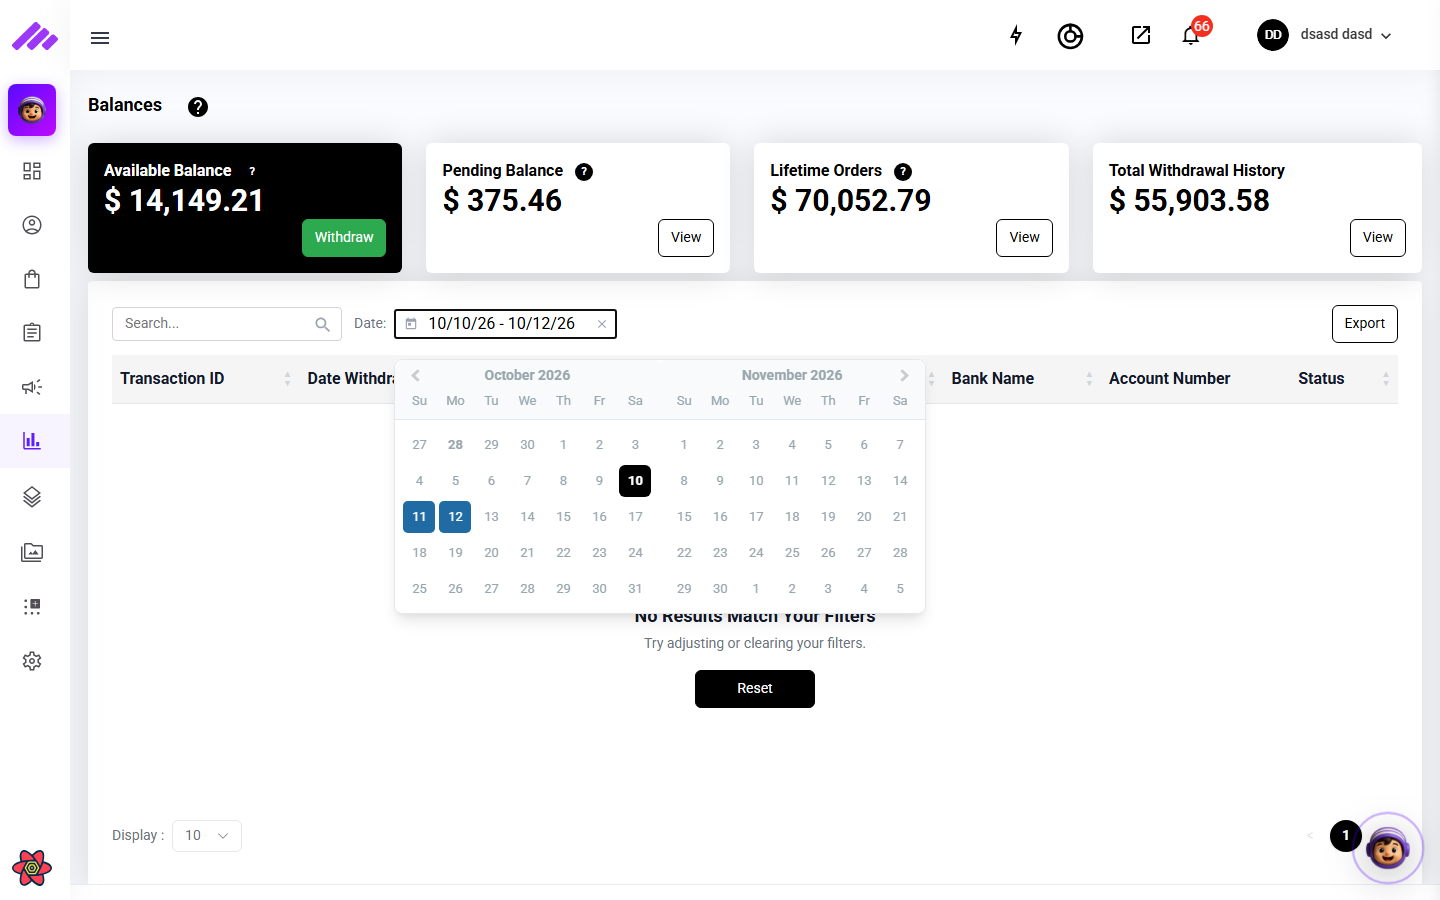 66
DD
dsasd dasd
Balances ?
Available Balance ?
$ 14,149.21
Withdraw
Pending Balance ?
$ 375.46
View
Lifetime Orders ?
$ 70,052.79
View
Total Withdrawal History
$ 55,903.58
View
Search...
Date:
10/10/26 - 10/12/26
Export
Transaction ID
Date Withdra
Bank Name
Account Number
Status
October 2026
Su Mo Tu We Th Fr Sa
27 28 29 30 1 2 3
4 5 6 7 8 9 10
11 12 13 14 15 16 17
18 19 20 21 22 23 24
25 26 27 28 29 30 31
November 2026
Su Mo Tu We Th Fr Sa
1 2 3 4 5 6 7
8 9 10 11 12 13 14
15 16 17 18 19 20 21
22 23 24 25 26 27 28
29 30 1 2 3 4 5
No Results Match Your Filters
Try adjusting or clearing your filters.
Reset
Display :
10
< 1